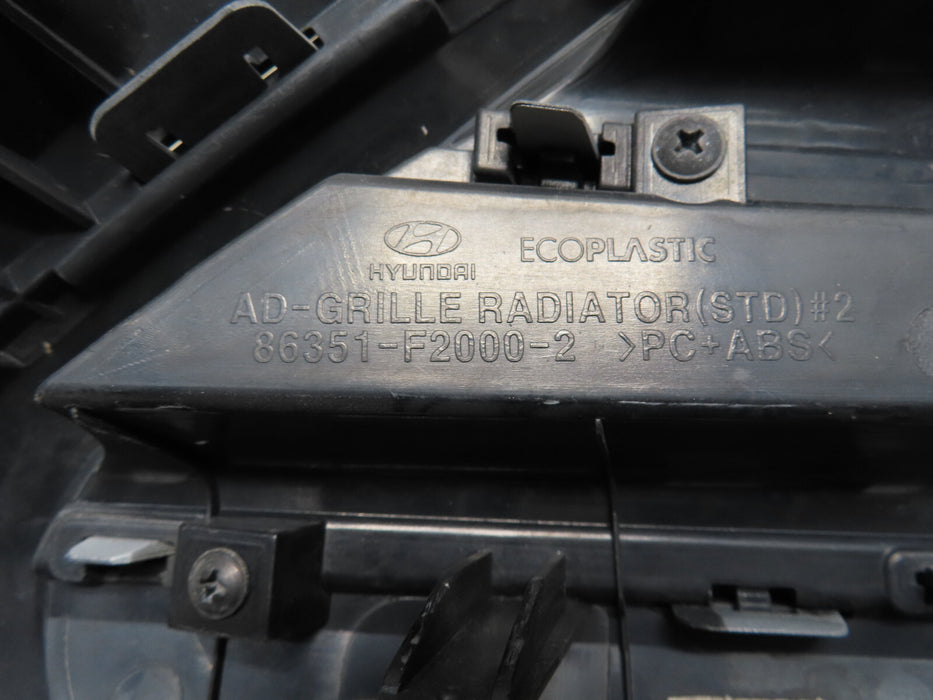 HYUNDAI
ECOPLASTIC
AD-GRILLE RADIATOR(STD)#2
86351-F2000-2 >PC+ABS<